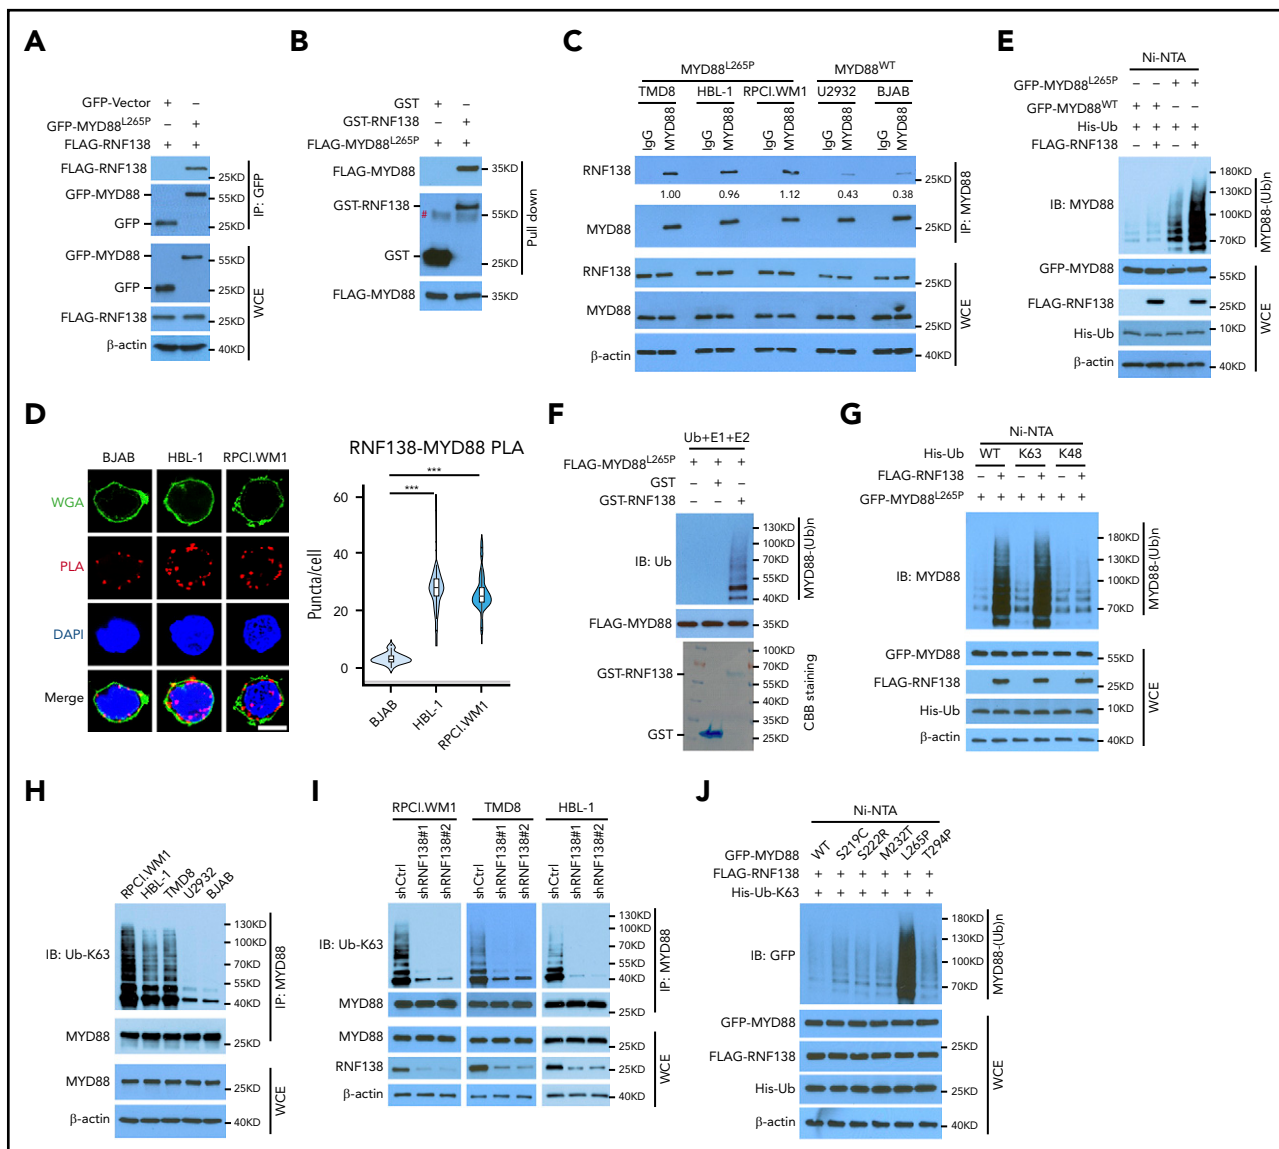 A
GFP-Vector + –
GFP-MYD88L265P – +
FLAG-RNF138 + +
FLAG-RNF138
25KD
GFP-MYD88
55KD
GFP
25KD
IP: GFP
GFP-MYD88
55KD
GFP
25KD
FLAG-RNF138
25KD
β-actin
40KD
WCE
B
GST + –
GST-RNF138 – +
FLAG-MYD88L265P + +
FLAG-MYD88
35KD
GST-RNF138
#
55KD
GST
25KD
Pull down
FLAG-MYD88
35KD
C
MYD88L265P MYD88WT
TMD8 HBL-1 RPCI.WM1 U2932 BJAB
IgG MYD88 IgG MYD88 IgG MYD88 IgG MYD88 IgG MYD88
RNF138
25KD
1.00 0.96 1.12 0.43 0.38
MYD88
25KD
IP: MYD88
RNF138
25KD
MYD88
25KD
β-actin
40KD
WCE
E
Ni-NTA
GFP-MYD88L265P – – + +
GFP-MYD88WT + + – –
His-Ub + + + +
FLAG-RNF138 – + – +
180KD
130KD
IB: MYD88
100KD
70KD
MYD88-(Ub)n
GFP-MYD88
55KD
FLAG-RNF138
25KD
10KD
His-Ub
β-actin
40KD
WCE
D
BJAB HBL-1 RPCI.WM1
WGA
PLA
DAPI
Merge
RNF138-MYD88 PLA
***
***
Puncta/cell
60
40
20
0
BJAB
HBL-1
RPCI.WM1
F
Ub+E1+E2
FLAG-MYD88L265P + + +
GST – + –
GST-RNF138 – – +
130KD
100KD
IB: Ub
70KD
55KD
40KD
MYD88-(Ub)n
FLAG-MYD88
35KD
100KD
70KD
GST-RNF138
55KD
40KD
35KD
GST
25KD
CBB staining
G
Ni-NTA
His-Ub WT K63 K48
FLAG-RNF138 – + – + – +
GFP-MYD88L265P + + + + + +
180KD
130KD
IB: MYD88
100KD
70KD
MYD88-(Ub)n
GFP-MYD88
55KD
FLAG-RNF138
25KD
His-Ub
10KD
β-actin
40KD
WCE
H
RPCI.WM1
HBL-1
TMD8
U2932
BJAB
130KD
100KD
IB: Ub-K63
70KD
55KD
40KD
MYD88
25KD
IP: MYD88
MYD88
25KD
β-actin
40KD
WCE
I
RPCI.WM1 TMD8 HBL-1
shCtrl shRNF138#1 shRNF138#2 shCtrl shRNF138#1 shRNF138#2 shCtrl shRNF138#1 shRNF138#2
130KD
100KD
IB: Ub-K63
70KD
55KD
40KD
MYD88
25KD
IP: MYD88
MYD88
25KD
RNF138
25KD
β-actin
40KD
WCE
J
Ni-NTA
GFP-MYD88 WT S219C S222R M232T L265P T294P
FLAG-RNF138 + + + + + +
His-Ub-K63 + + + + + +
180KD
130KD
IB: GFP
100KD
70KD
MYD88-(Ub)n
GFP-MYD88
25KD
FLAG-RNF138
His-Ub
25KD
β-actin
40KD
WCE